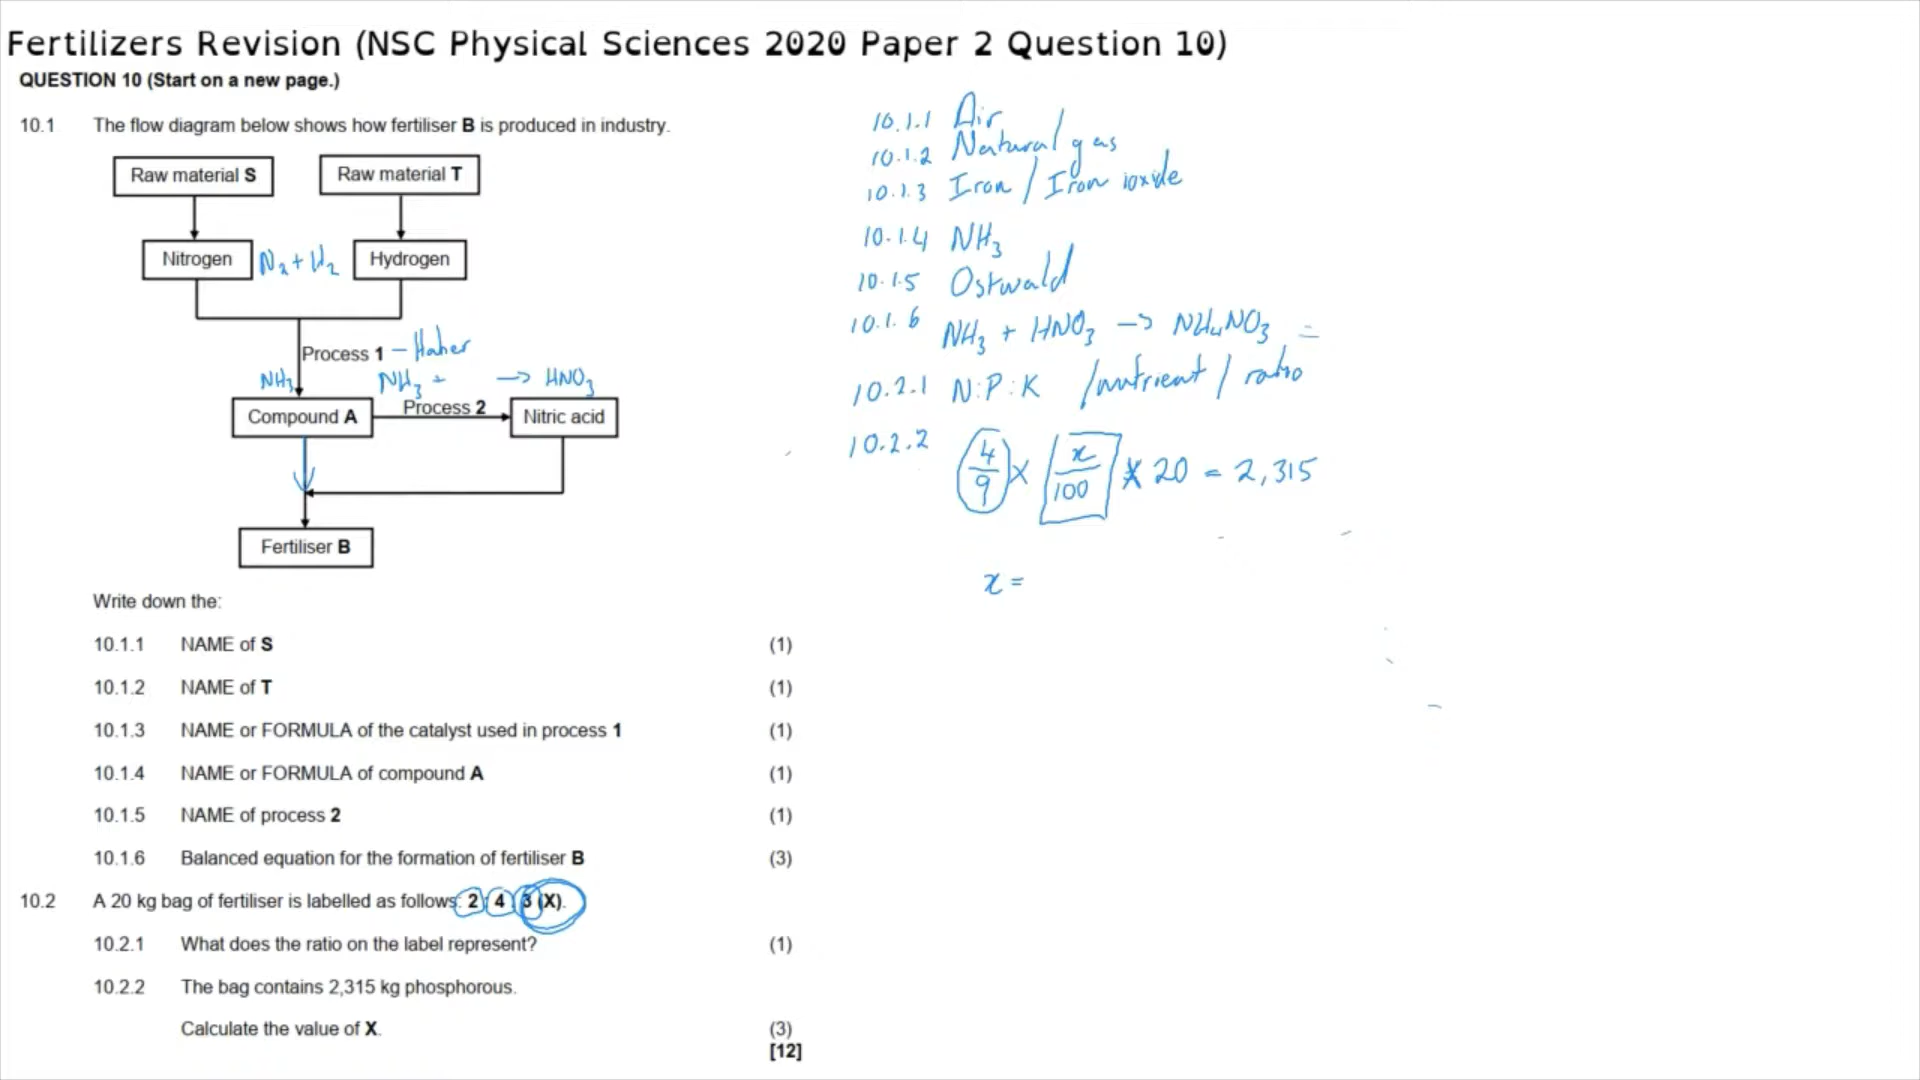 Fertilizers Revision (NSC Physical Sciences 2020 Paper 2 Question 10)
QUESTION 10 (Start on a new page.)
10.1 The flow diagram below shows how fertiliser B is produced in industry.
Raw material S Raw material T
Nitrogen N₂ + H₂ Hydrogen
Process 1 – Haber
NH₃ NH₃ + → HNO₃
Compound A Process 2 Nitric acid
Fertiliser B
Write down the:
10.1.1 NAME of S (1)
10.1.2 NAME of T (1)
10.1.3 NAME or FORMULA of the catalyst used in process 1 (1)
10.1.4 NAME or FORMULA of compound A (1)
10.1.5 NAME of process 2 (1)
10.1.6 Balanced equation for the formation of fertiliser B (3)
10.2 A 20 kg bag of fertiliser is labelled as follows: 2 : 4 : 3 (X).
10.2.1 What does the ratio on the label represent? (1)
10.2.2 The bag contains 2,315 kg phosphorous.
Calculate the value of X. (3)
[12]
10.1.1 Air
10.1.2 Natural gas
10.1.3 Iron / Iron ioxide
10.1.4 NH₃
10.1.5 Ostwald
10.1.6 NH₃ + HNO₃ → NH₄NO₃ =
10.2.1 N:P:K / nutrient / ratio
10.2.2 4/9 × x/100 × 20 = 2,315
x =